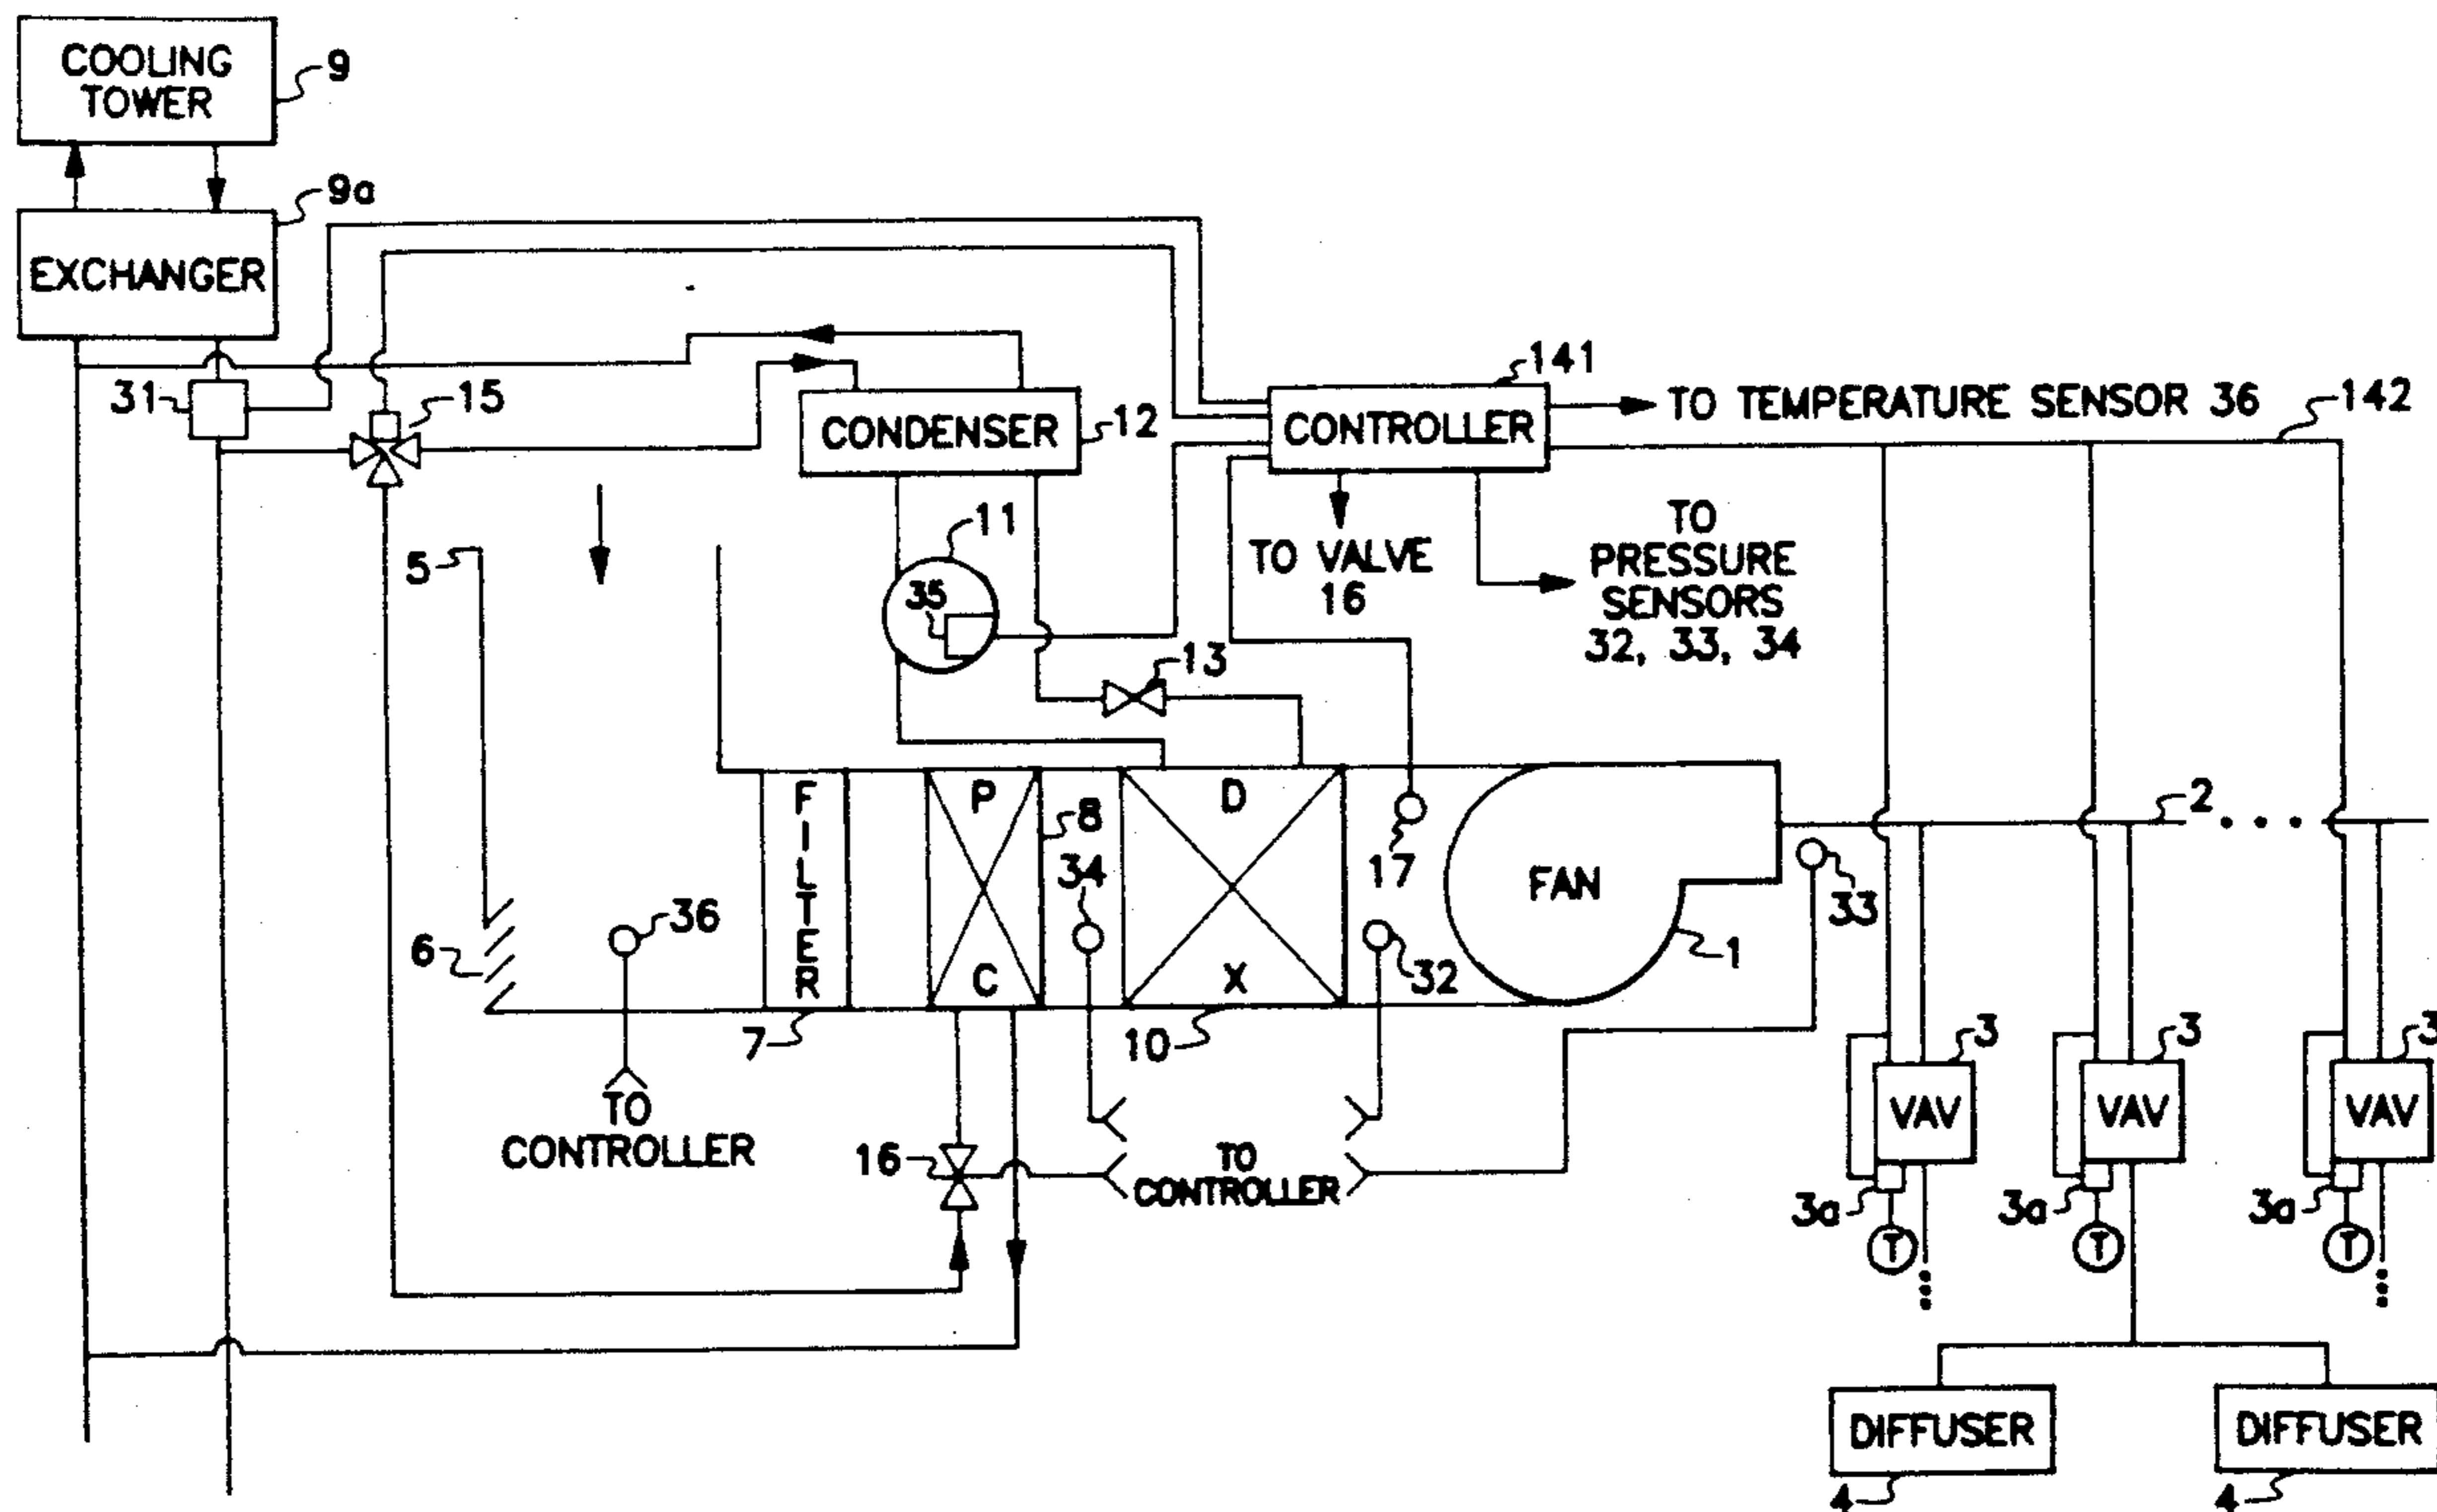 COOLING
TOWER
9
9a
EXCHANGER
31
15
CONDENSER
12
141
CONTROLLER
TO TEMPERATURE SENSOR 36
142
5
11
35
TO VALVE
16
TO
PRESSURE
SENSORS
32, 33, 34
13
FILTER
P
C
8
34
D
X
17
2
FAN
33
36
6
32
1
7
10
TO
CONTROLLER
16
TO
CONTROLLER
3
3
3
VAV
VAV
VAV
3a
3a
3a
T
T
T
DIFFUSER
DIFFUSER
4
4